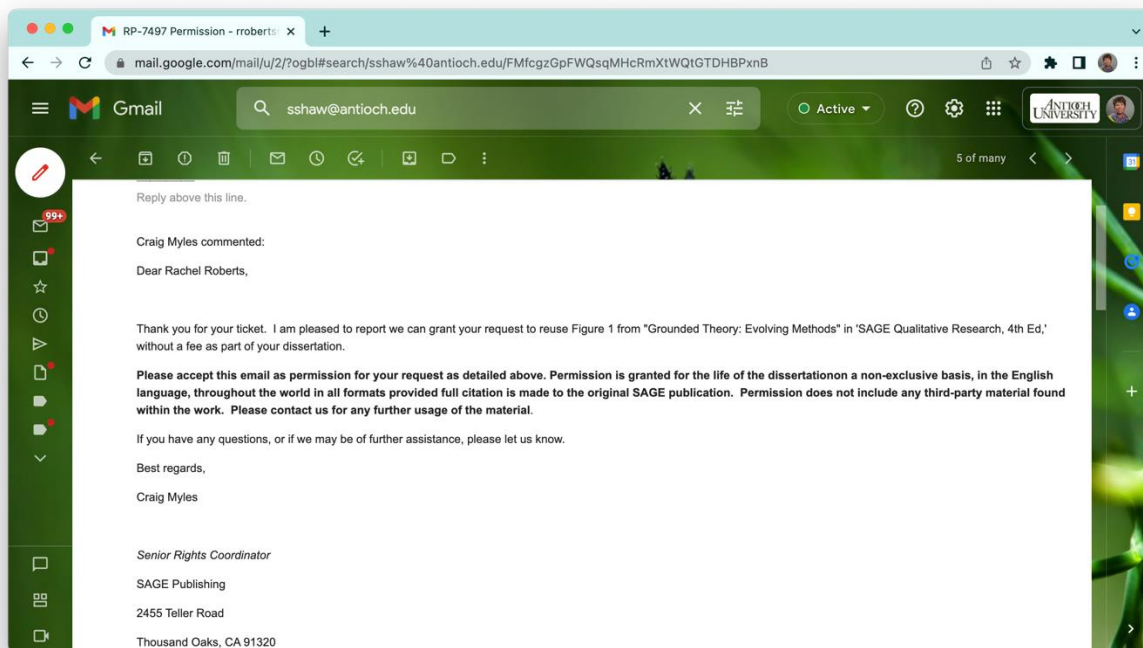 RP-7497 Permission - rroberts
mail.google.com/mail/u/2/?ogbl#search/sshaw%40antioch.edu/FMfcgzGpFWQsqMHcRmXtWQtGTDHBPxnB
Gmail
sshaw@antioch.edu
Active
ANTIOCH
UNIVERSITY
5 of many
99+
31
Reply above this line.
Craig Myles commented:
Dear Rachel Roberts,
Thank you for your ticket.  I am pleased to report we can grant your request to reuse Figure 1 from "Grounded Theory: Evolving Methods" in 'SAGE Qualitative Research, 4th Ed,'
without a fee as part of your dissertation.
Please accept this email as permission for your request as detailed above. Permission is granted for the life of the dissertationon a non-exclusive basis, in the English
language, throughout the world in all formats provided full citation is made to the original SAGE publication.  Permission does not include any third-party material found
within the work.  Please contact us for any further usage of the material.
If you have any questions, or if we may be of further assistance, please let us know.
Best regards,
Craig Myles
Senior Rights Coordinator
SAGE Publishing
2455 Teller Road
Thousand Oaks, CA 91320